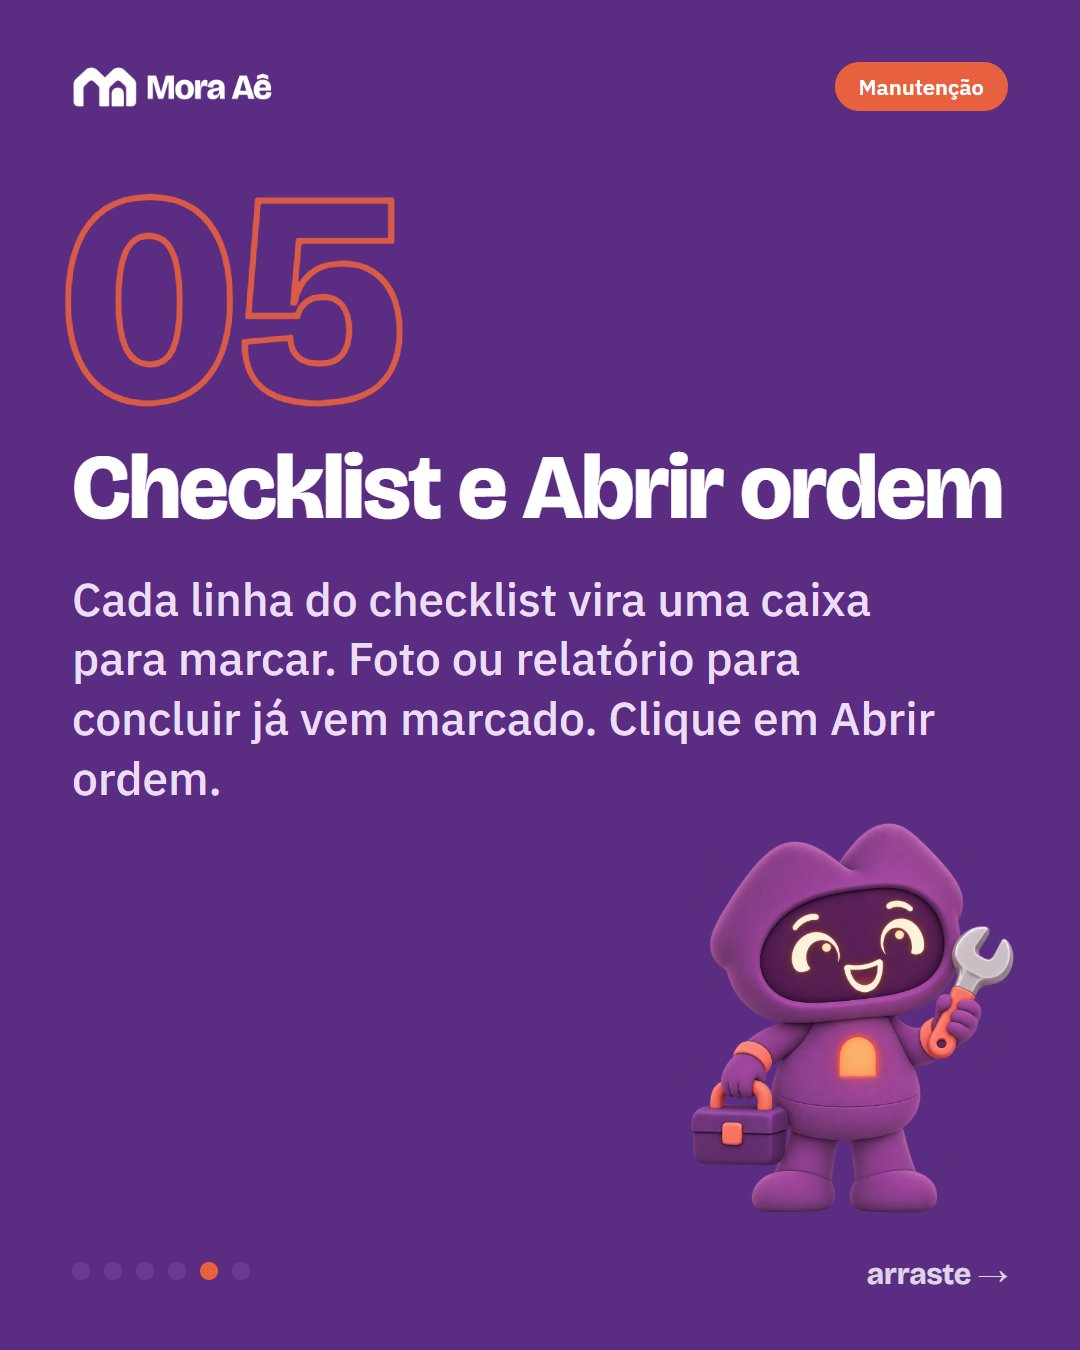 Mora Aê
Manutenção
05
Checklist e Abrir ordem
Cada linha do checklist vira uma caixa
para marcar. Foto ou relatório para
concluir já vem marcado. Clique em Abrir
ordem.
arraste →